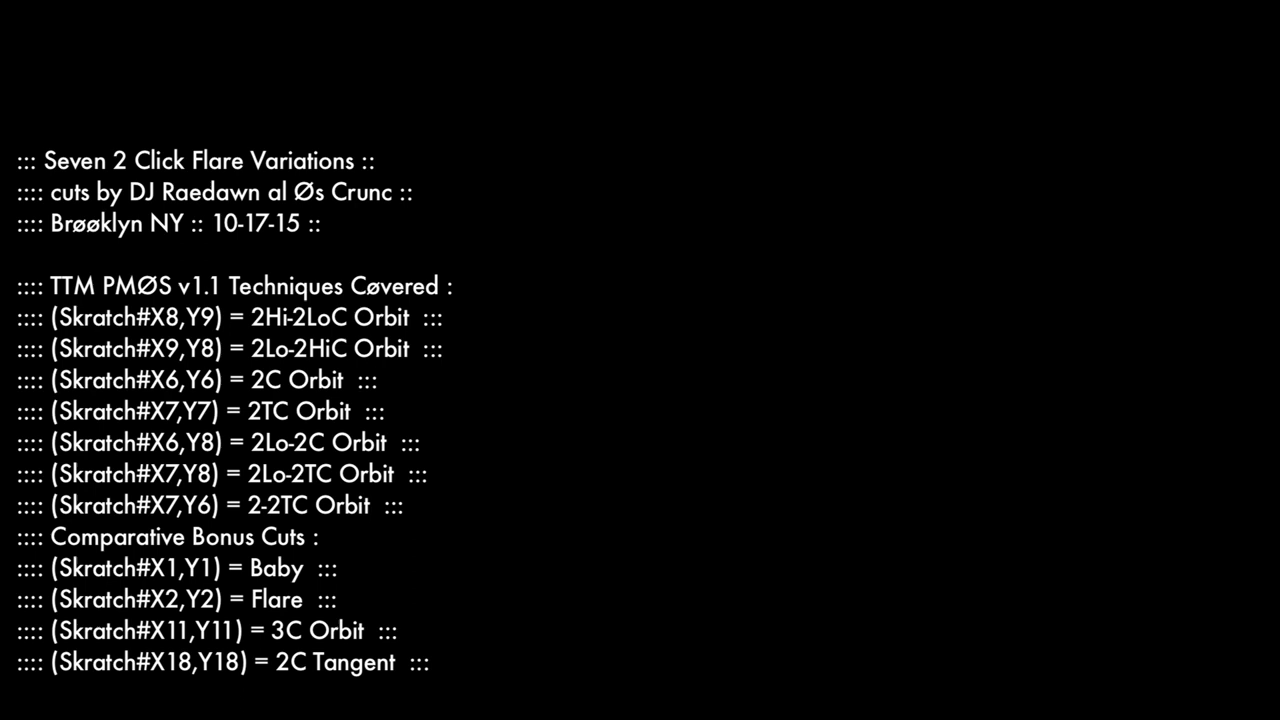 ::: Seven 2 Click Flare Variations ::
:::: cuts by DJ Raedawn al Øs Crunc ::
:::: Brøøklyn NY :: 10-17-15 ::
:::: TTM PMØS v1.1 Techniques Cøvered :
:::: (Skratch#X8,Y9) = 2Hi-2LoC Orbit :::
:::: (Skratch#X9,Y8) = 2Lo-2HiC Orbit :::
:::: (Skratch#X6,Y6) = 2C Orbit :::
:::: (Skratch#X7,Y7) = 2TC Orbit :::
:::: (Skratch#X6,Y8) = 2Lo-2C Orbit :::
:::: (Skratch#X7,Y8) = 2Lo-2TC Orbit :::
:::: (Skratch#X7,Y6) = 2-2TC Orbit :::
:::: Comparative Bonus Cuts :
:::: (Skratch#X1,Y1) = Baby :::
:::: (Skratch#X2,Y2) = Flare :::
:::: (Skratch#X11,Y11) = 3C Orbit :::
:::: (Skratch#X18,Y18) = 2C Tangent :::